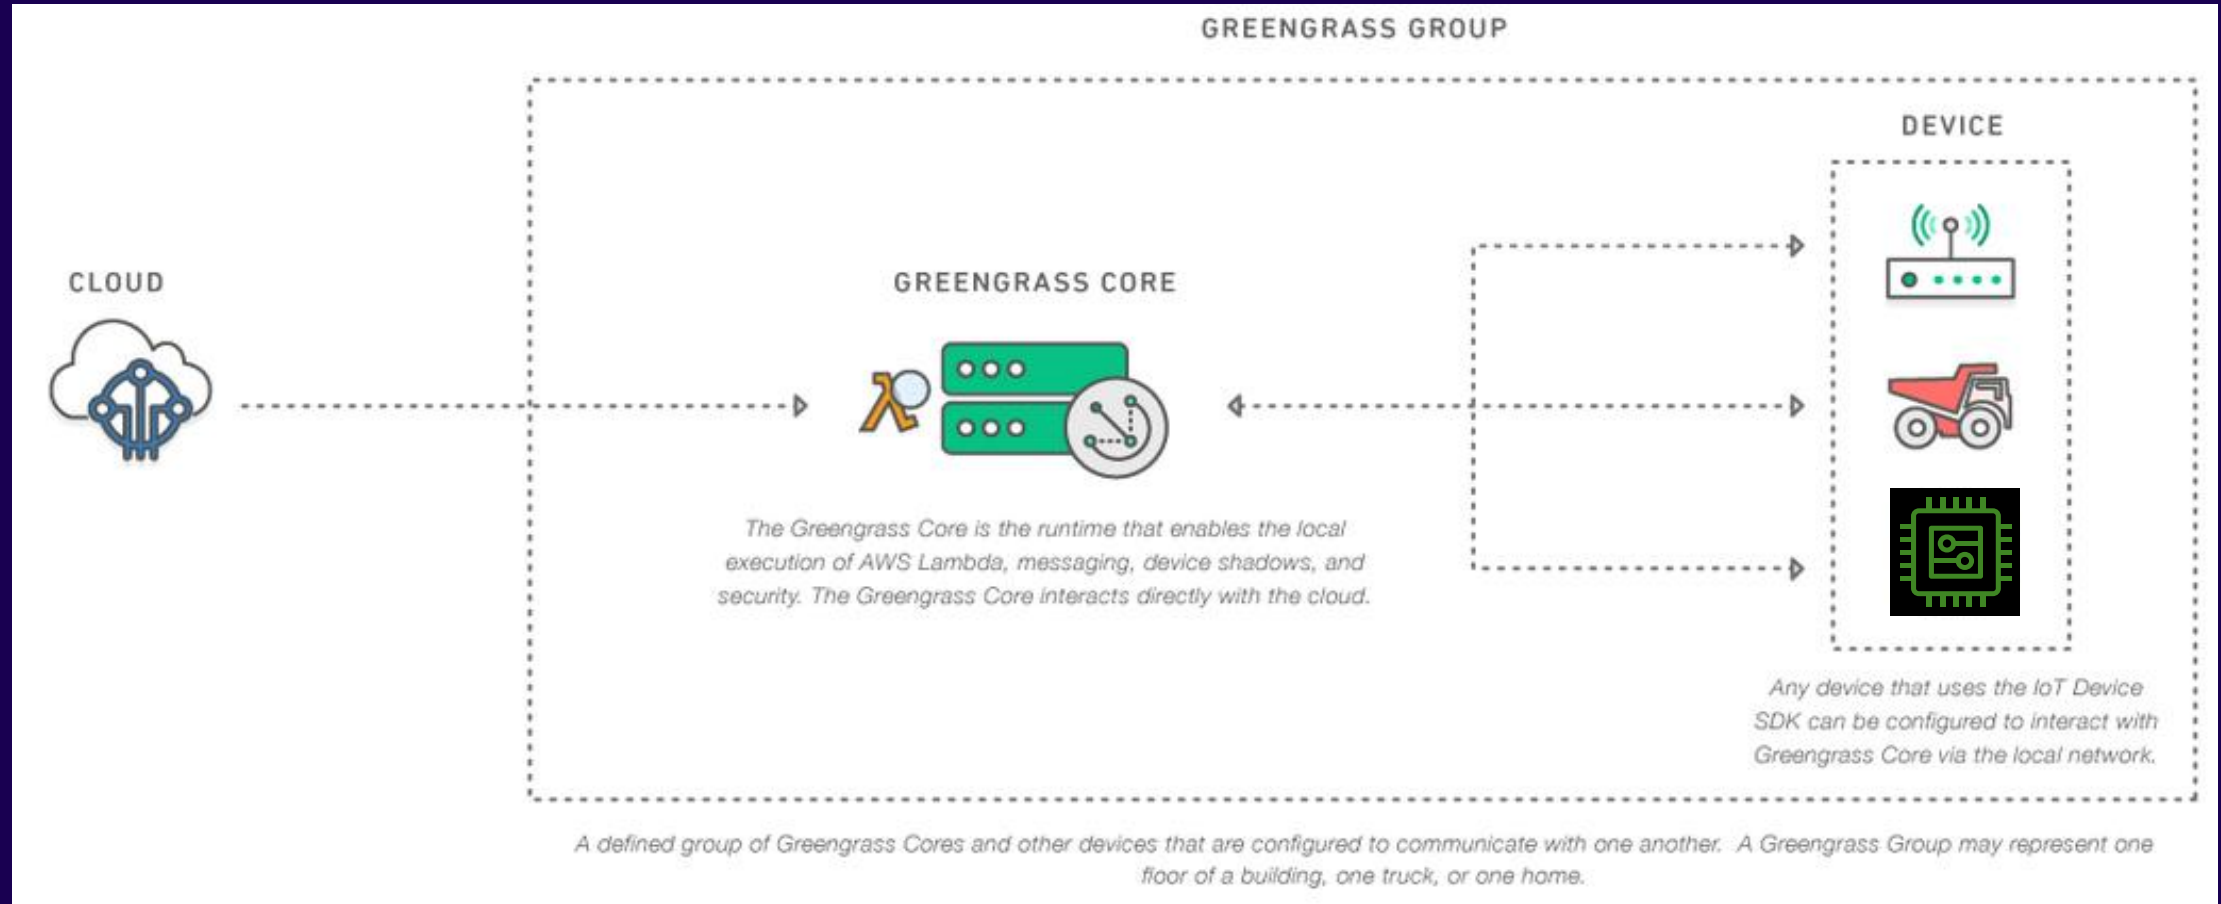 GREENGRASS GROUP
DEVICE
CLOUD
GREENGRASS CORE
The Greengrass Core is the runtime that enables the local
execution of AWS Lambda, messaging, device shadows, and
security. The Greengrass Core interacts directly with the cloud.
Any device that uses the IoT Device
SDK can be configured to interact with
Greengrass Core via the local network.
A defined group of Greengrass Cores and other devices that are configured to communicate with one another. A Greengrass Group may represent one
floor of a building, one truck, or one home.